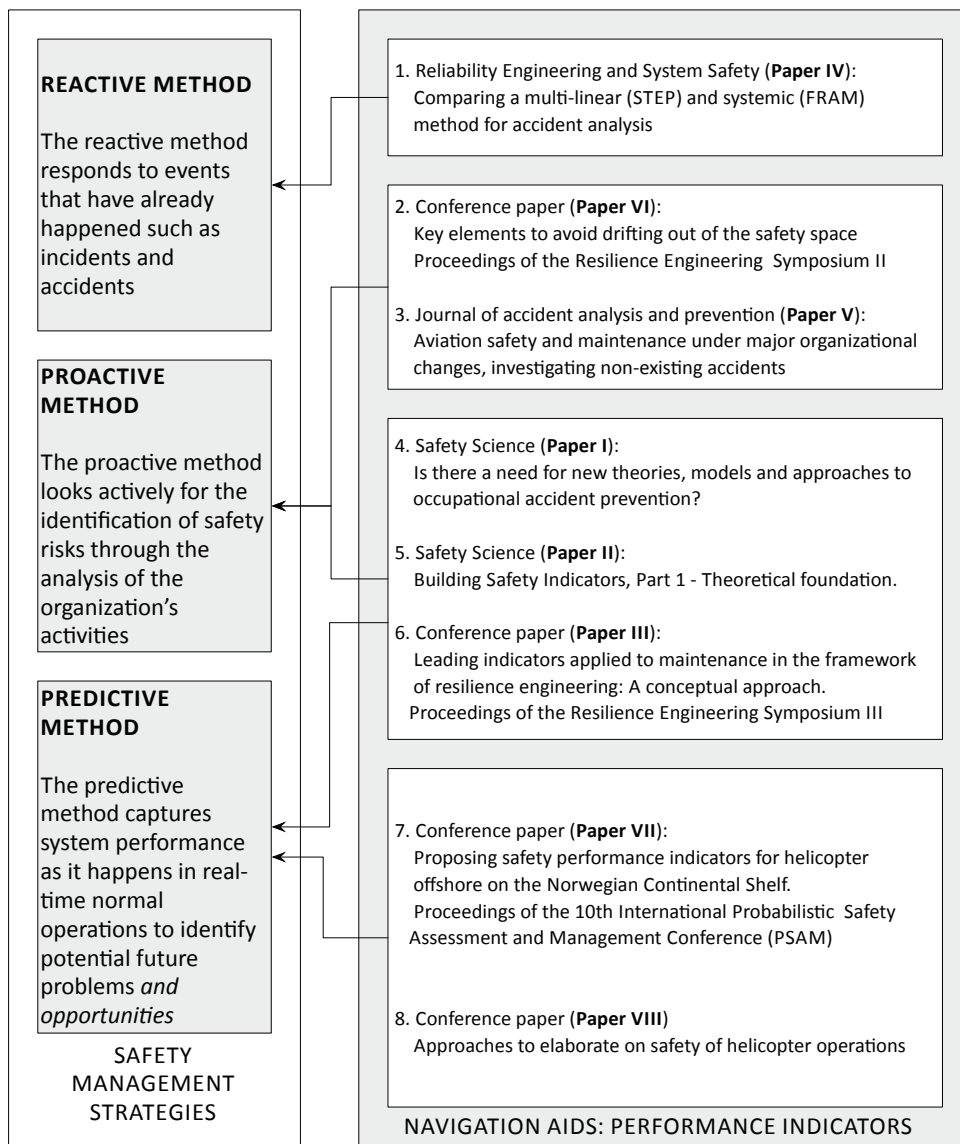 REACTIVE METHOD
The reactive method
responds to events
that have already
happened such as
incidents and
accidents
PROACTIVE
METHOD
The proactive method
looks actively for the
identification of safety
risks through the
analysis of the
organization's
activities
PREDICTIVE
METHOD
The predictive
method captures
system performance
as it happens in real-
time normal
operations to identify
potential future
problems and
opportunities
SAFETY
MANAGEMENT
STRATEGIES
1. Reliability Engineering and System Safety (Paper IV):
Comparing a multi-linear (STEP) and systemic (FRAM)
method for accident analysis
2. Conference paper (Paper VI):
Key elements to avoid drifting out of the safety space
Proceedings of the Resilience Engineering Symposium II
3. Journal of accident analysis and prevention (Paper V):
Aviation safety and maintenance under major organizational
changes, investigating non-existing accidents
4. Safety Science (Paper I):
Is there a need for new theories, models and approaches to
occupational accident prevention?
5. Safety Science (Paper II):
Building Safety Indicators, Part 1 - Theoretical foundation.
6. Conference paper (Paper III):
Leading indicators applied to maintenance in the framework
of resilience engineering: A conceptual approach.
Proceedings of the Resilience Engineering Symposium III
7. Conference paper (Paper VII):
Proposing safety performance indicators for helicopter
offshore on the Norwegian Continental Shelf.
Proceedings of the 10th International Probabilistic Safety
Assessment and Management Conference (PSAM)
8. Conference paper (Paper VIII)
Approaches to elaborate on safety of helicopter operations
NAVIGATION AIDS: PERFORMANCE INDICATORS